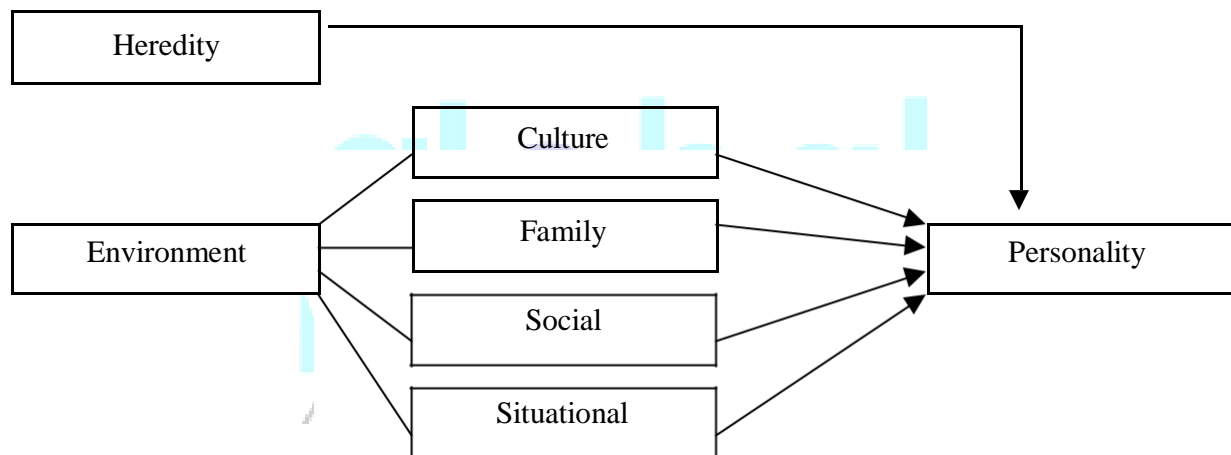 Heredity
Culture
Family
Environment
Personality
Social
Situational